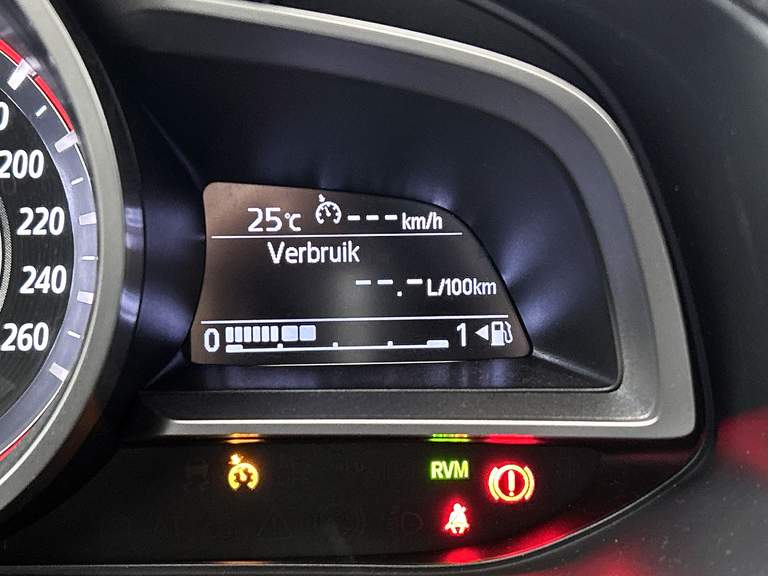 200
220
240
260
25°C --- km/h
Verbruik
--.- L/100km
0 1
RVM